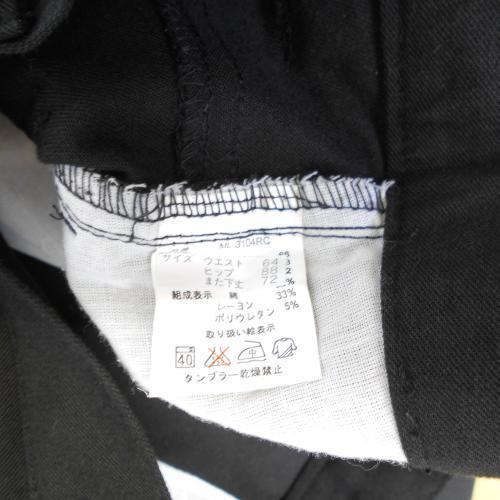 ML 3104RC
サイズ ウエスト 64
ヒップ 88
また下丈 72
組成表示 綿 %
レーヨン 33%
ポリウレタン 5%
取り扱い絵表示
40 中
タンブラー乾燥禁止